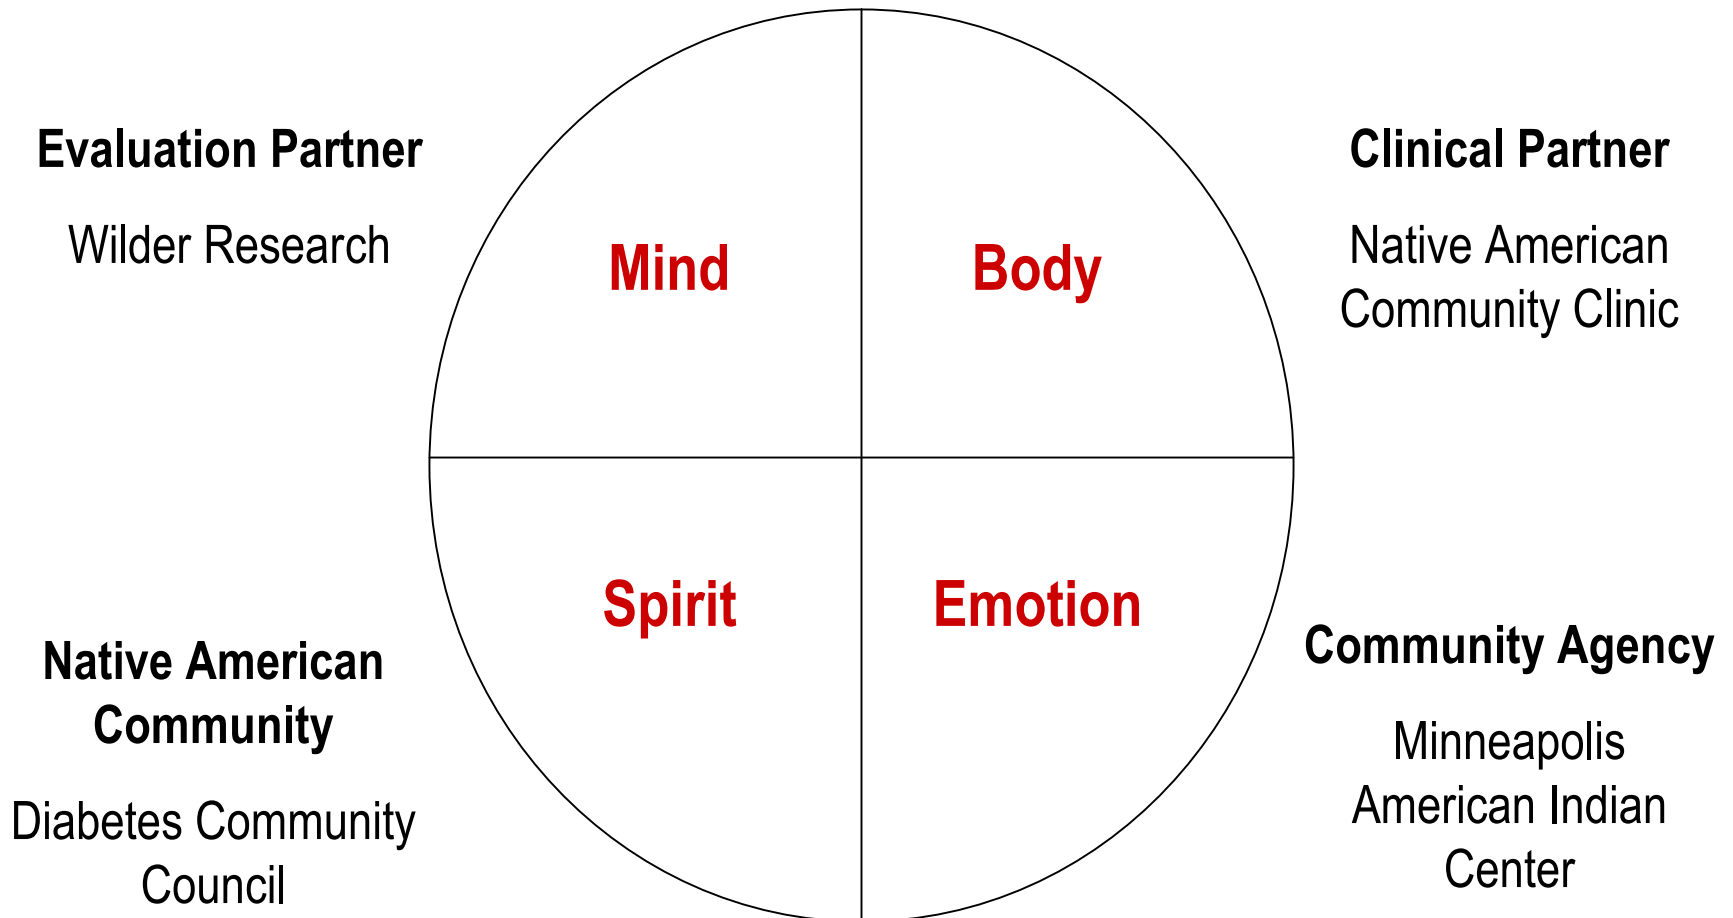 Evaluation Partner
Wilder Research
Mind
Body
Clinical Partner
Native American
Community Clinic
Spirit
Emotion
Native American
Community
Diabetes Community
Council
Community Agency
Minneapolis
American Indian
Center